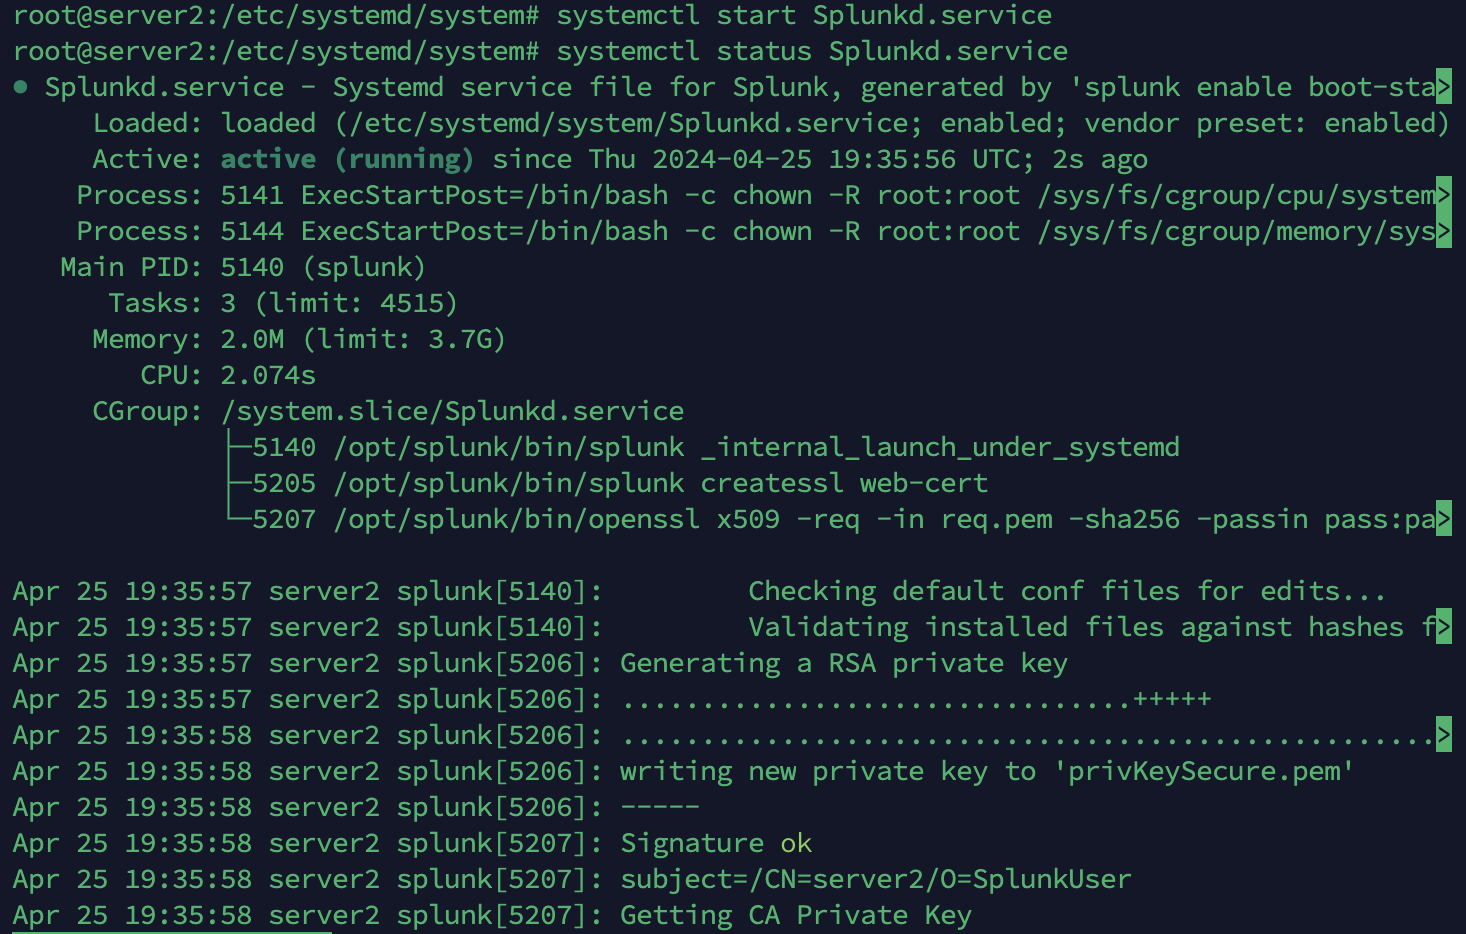 root@server2:/etc/systemd/system# systemctl start Splunkd.service
root@server2:/etc/systemd/system# systemctl status Splunkd.service
● Splunkd.service - Systemd service file for Splunk, generated by 'splunk enable boot-sta>
     Loaded: loaded (/etc/systemd/system/Splunkd.service; enabled; vendor preset: enabled)
     Active: active (running) since Thu 2024-04-25 19:35:56 UTC; 2s ago
    Process: 5141 ExecStartPost=/bin/bash -c chown -R root:root /sys/fs/cgroup/cpu/system>
    Process: 5144 ExecStartPost=/bin/bash -c chown -R root:root /sys/fs/cgroup/memory/sys>
   Main PID: 5140 (splunk)
      Tasks: 3 (limit: 4515)
     Memory: 2.0M (limit: 3.7G)
        CPU: 2.074s
     CGroup: /system.slice/Splunkd.service
             ├─5140 /opt/splunk/bin/splunk _internal_launch_under_systemd
             ├─5205 /opt/splunk/bin/splunk createssl web-cert
             └─5207 /opt/splunk/bin/openssl x509 -req -in req.pem -sha256 -passin pass:pa>

Apr 25 19:35:57 server2 splunk[5140]:         Checking default conf files for edits...
Apr 25 19:35:57 server2 splunk[5140]:         Validating installed files against hashes f>
Apr 25 19:35:57 server2 splunk[5206]: Generating a RSA private key
Apr 25 19:35:57 server2 splunk[5206]: ................................+++++
Apr 25 19:35:58 server2 splunk[5206]: ...................................................>
Apr 25 19:35:58 server2 splunk[5206]: writing new private key to 'privKeySecure.pem'
Apr 25 19:35:58 server2 splunk[5206]: -----
Apr 25 19:35:58 server2 splunk[5207]: Signature ok
Apr 25 19:35:58 server2 splunk[5207]: subject=/CN=server2/O=SplunkUser
Apr 25 19:35:58 server2 splunk[5207]: Getting CA Private Key